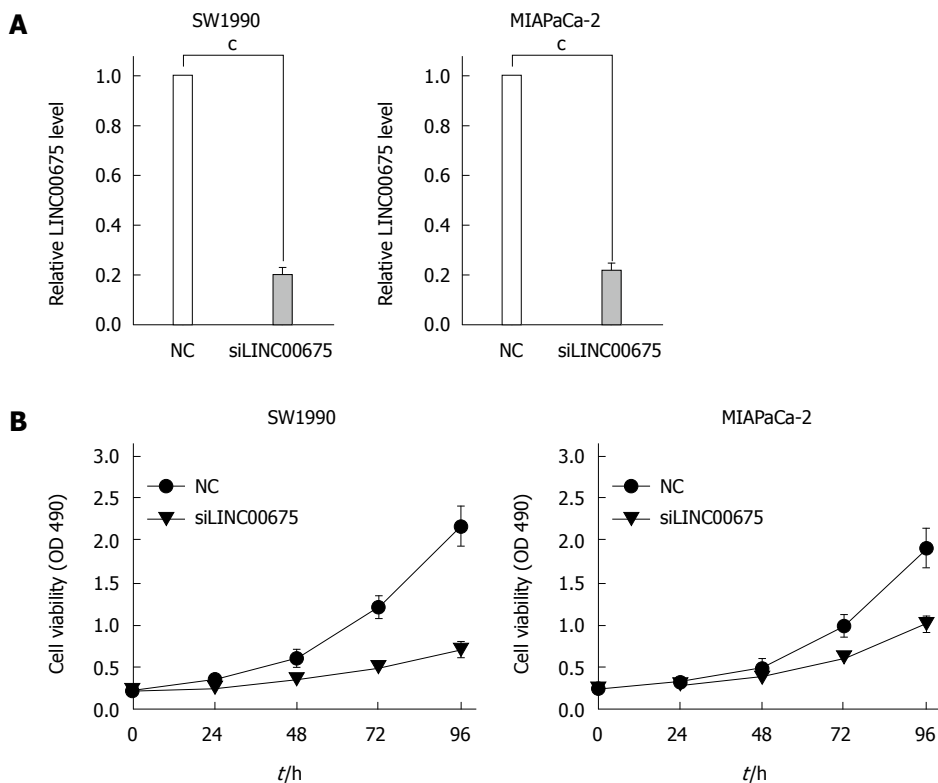 A
SW1990
c
Relative LINC00675 level
1.0
0.8
0.6
0.4
0.2
0.0
NC siLINC00675
MIAPaCa-2
c
Relative LINC00675 level
1.0
0.8
0.6
0.4
0.2
0.0
NC siLINC00675
B
SW1990
Cell viability (OD 490)
3.0
2.5
2.0
1.5
1.0
0.5
0.0
NC
siLINC00675
0 24 48 72 96
t/h
MIAPaCa-2
Cell viability (OD 490)
3.0
2.5
2.0
1.5
1.0
0.5
0.0
NC
siLINC00675
0 24 48 72 96
t/h